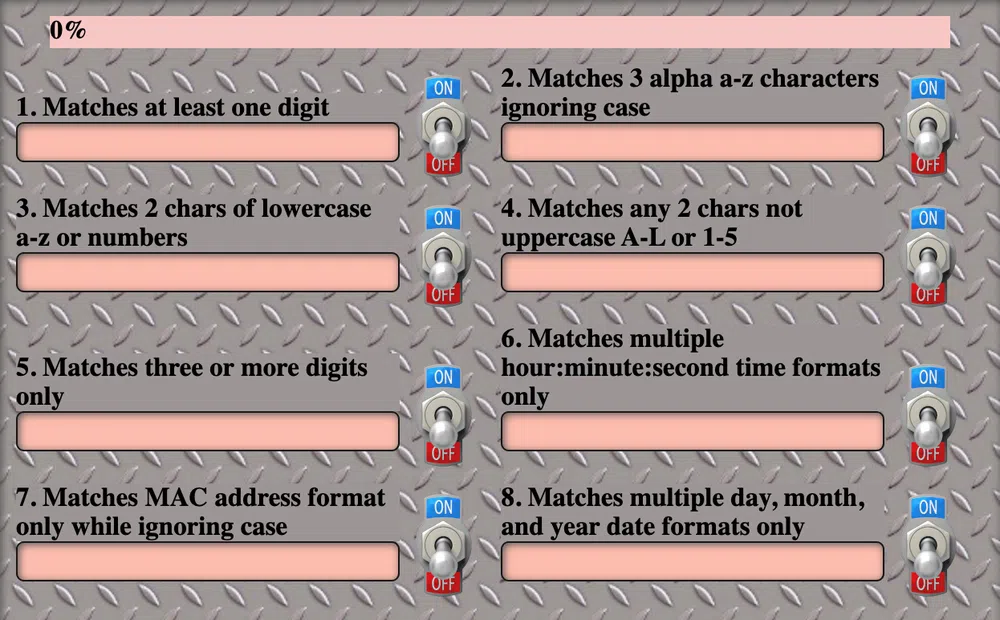 0%
1. Matches at least one digit
ON
OFF
2. Matches 3 alpha a-z characters
ignoring case
ON
OFF
3. Matches 2 chars of lowercase
a-z or numbers
ON
OFF
4. Matches any 2 chars not
uppercase A-L or 1-5
ON
OFF
5. Matches three or more digits
only
ON
OFF
6. Matches multiple
hour:minute:second time formats
only
ON
OFF
7. Matches MAC address format
only while ignoring case
ON
OFF
8. Matches multiple day, month,
and year date formats only
ON
OFF